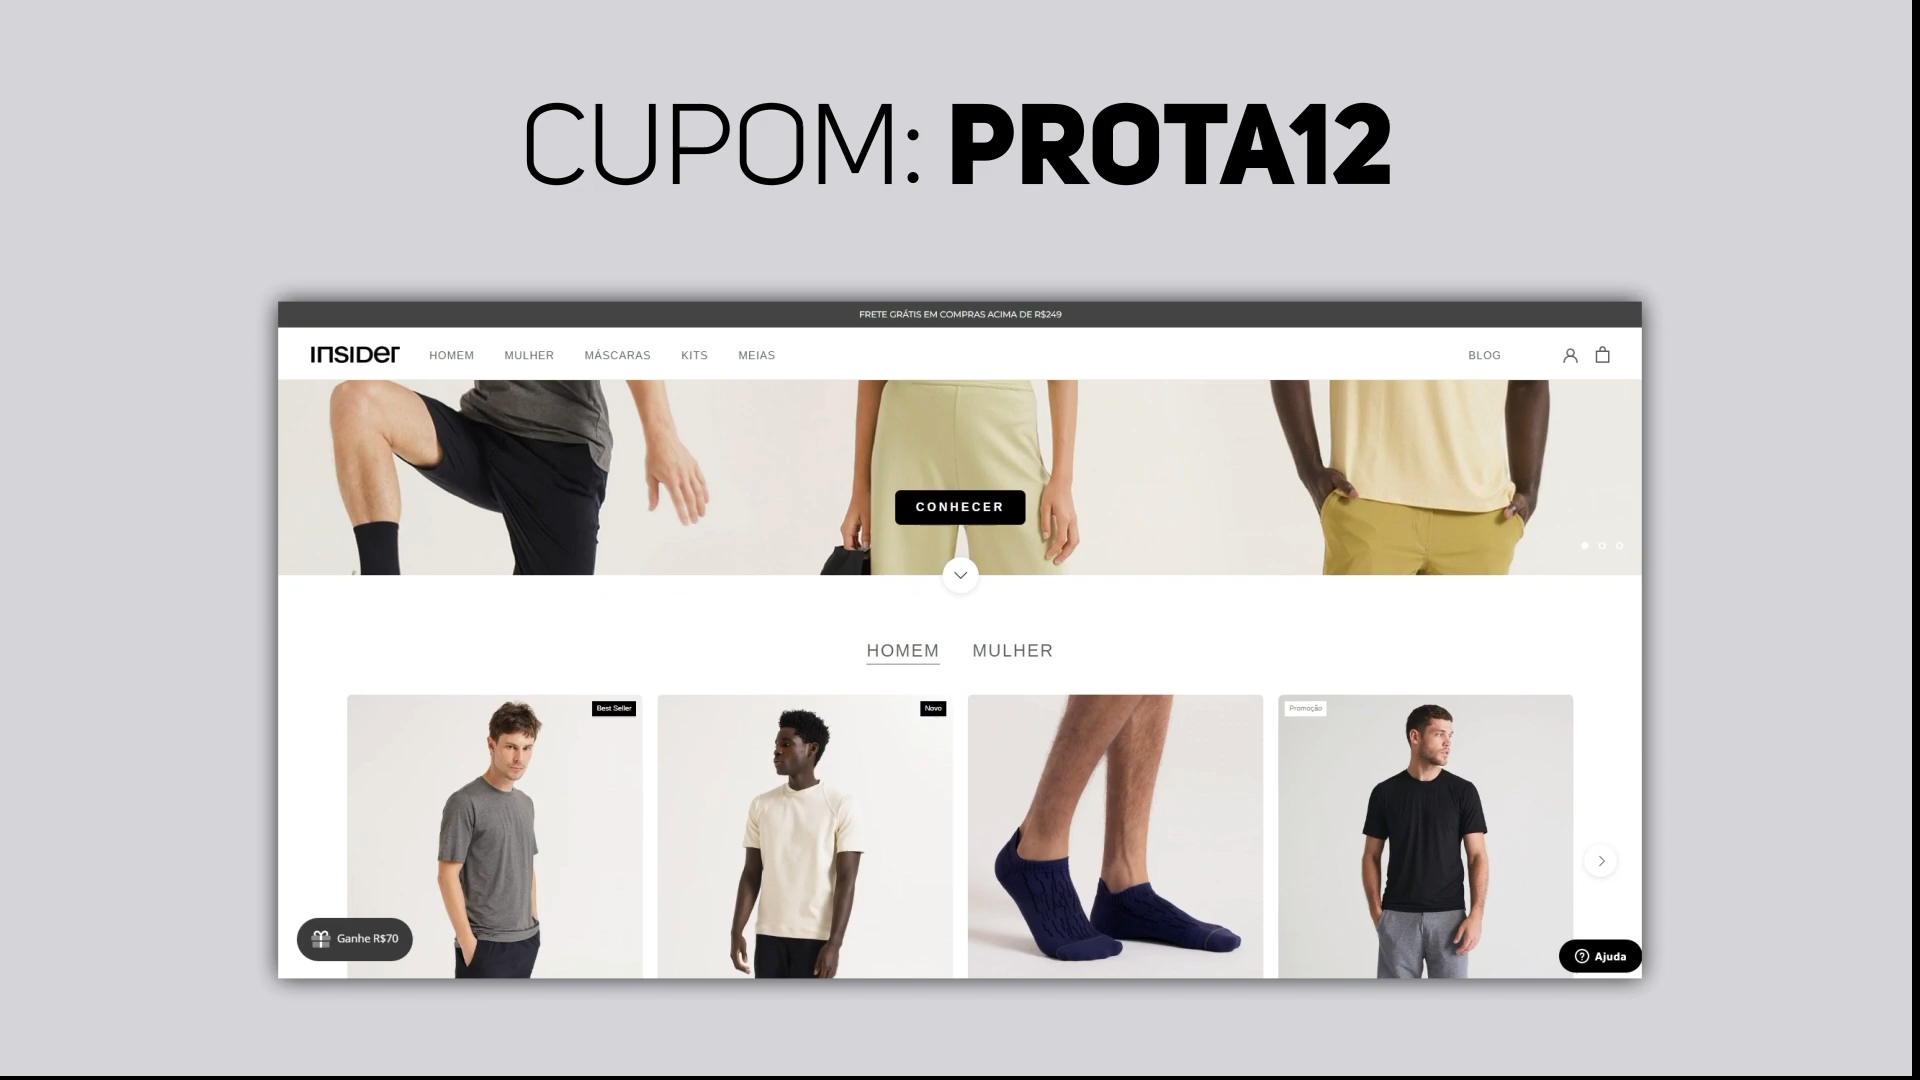 CUPOM: PROTA12
FRETE GRÁTIS EM COMPRAS ACIMA DE R$249
INSIDER HOMEM MULHER MÁSCARAS KITS MEIAS BLOG
CONHECER
HOMEM MULHER
Best Seller
Novo
Promoção
Ganhe R$70
Ajuda